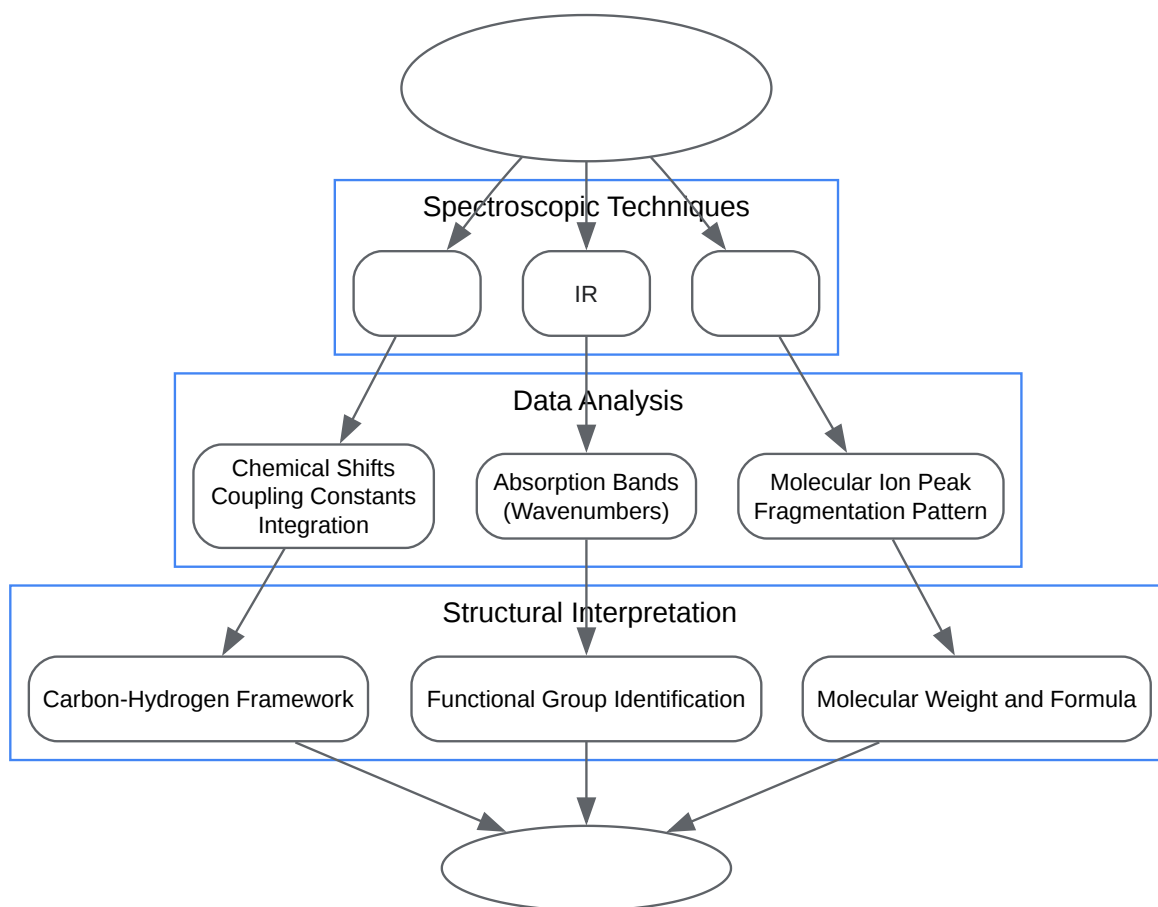 Spectroscopic Techniques
IR
Data Analysis
Chemical Shifts
Coupling Constants
Integration
Absorption Bands
(Wavenumbers)
Molecular Ion Peak
Fragmentation Pattern
Structural Interpretation
Carbon-Hydrogen Framework
Functional Group Identification
Molecular Weight and Formula